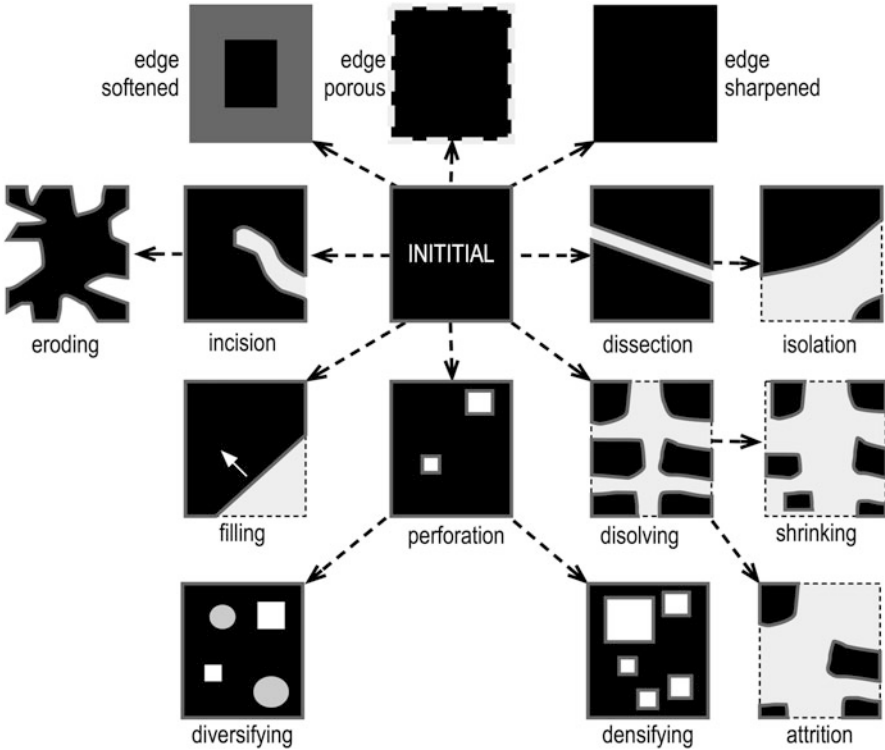 edge
softened
edge
porous
edge
sharpened
INITITIAL
eroding
incision
dissection
isolation
filling
perforation
disolving
shrinking
diversifying
densifying
attrition